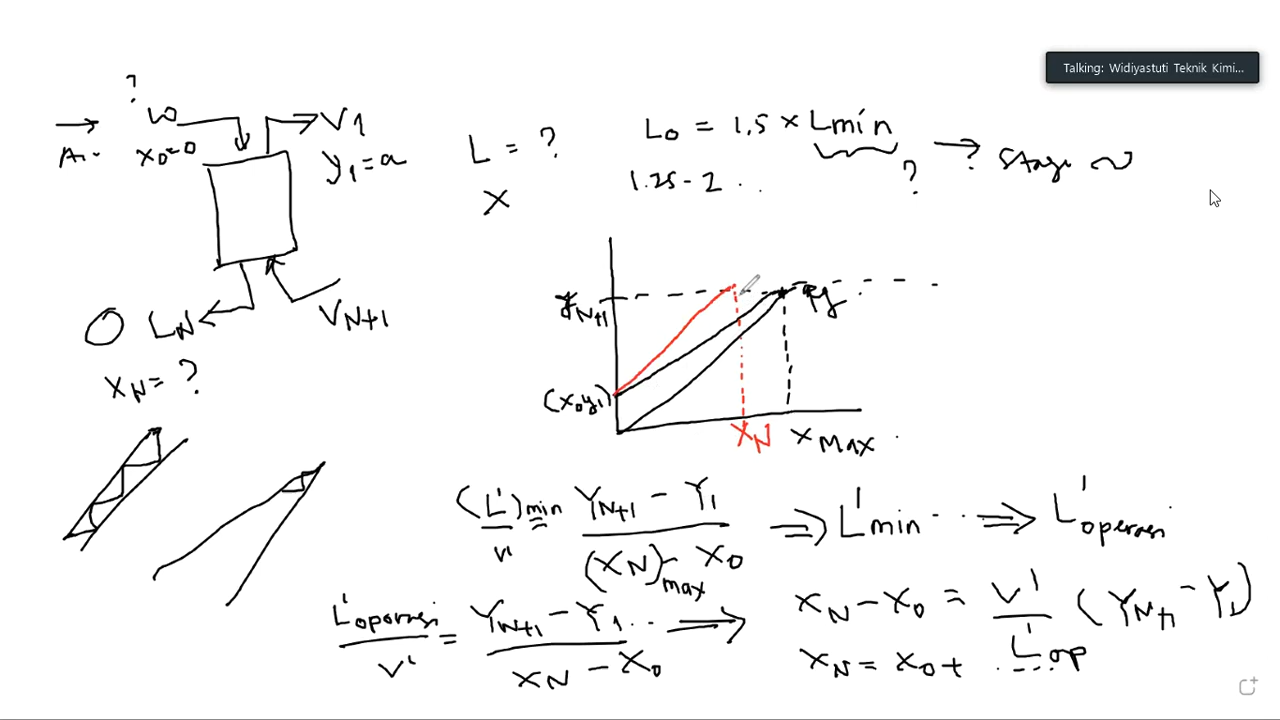 Talking: Widiyastuti Teknik Kimi...
?
L0
V1
x0=0
y1=a
L = ?
X
L0 = 1.5 × Lmin
?
1.25 - 2 ..
→ ? stage ∾
LN
VN+1
xN = ?
yN+1
(x0y1)
XN
XMAX
(L'/V')min = (YN+1 - Y1) / ((XN)max - X0) ⇒ L'min ... ⇒ L'operasi
L'operasi / V' = (YN+1 - Y1) / (XN - X0) ... ⇒
XN - X0 = V' / L'op (YN+1 - Y1)
XN = X0 + ....